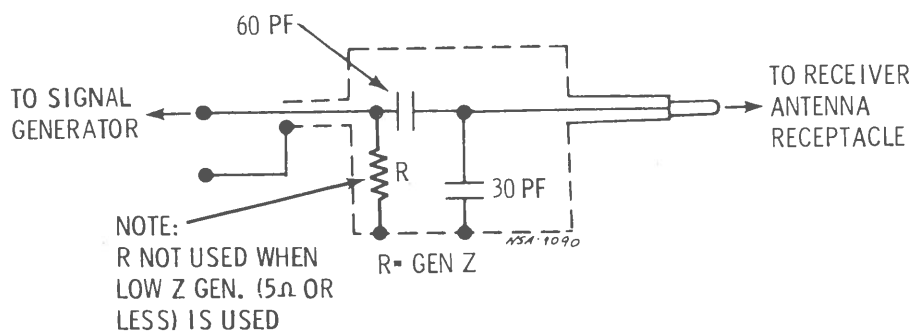 60 PF
TO SIGNAL
GENERATOR
TO RECEIVER
ANTENNA
RECEPTACLE
R
30 PF
NOTE:
R NOT USED WHEN
LOW Z GEN. (5Ω OR
LESS) IS USED
R= GEN Z
NSA-1090